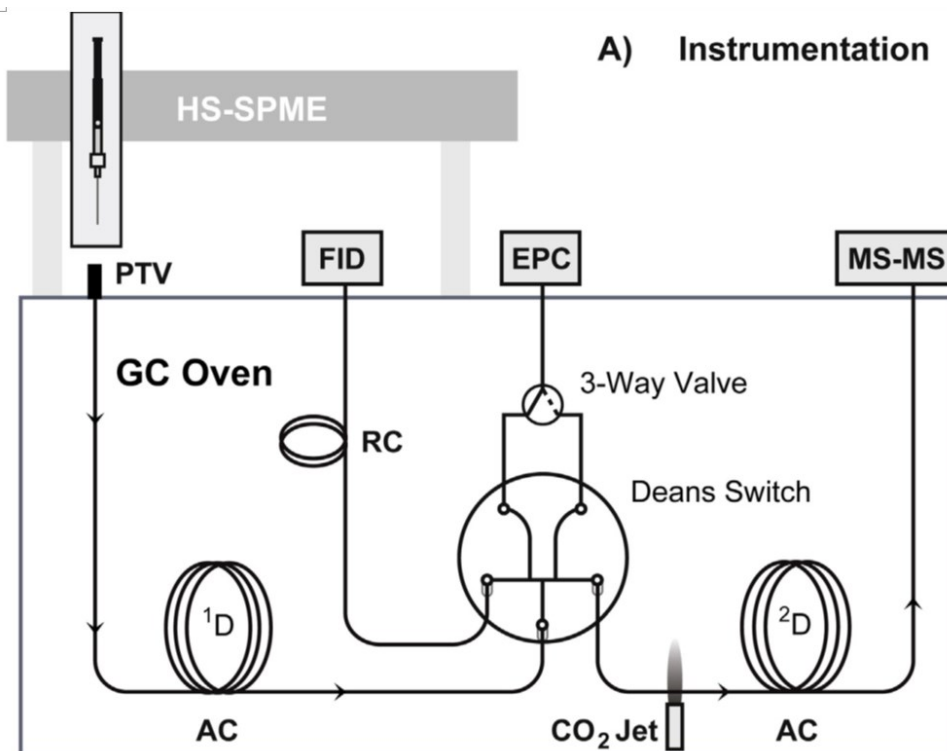 A) Instrumentation
HS-SPME
PTV
FID
EPC
MS-MS
GC Oven
3-Way Valve
RC
Deans Switch
¹D
²D
AC
CO₂ Jet
AC